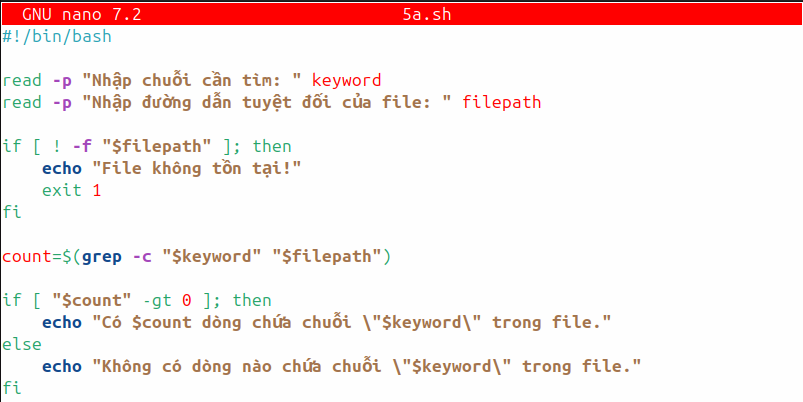 GNU nano 7.2 5a.sh
#!/bin/bash
read -p "Nhập chuỗi cần tìm: " keyword
read -p "Nhập đường dẫn tuyệt đối của file: " filepath
if [ ! -f "$filepath" ]; then
    echo "File không tồn tại!"
    exit 1
fi
count=$(grep -c "$keyword" "$filepath")
if [ "$count" -gt 0 ]; then
    echo "Có $count dòng chứa chuỗi \"$keyword\" trong file."
else
    echo "Không có dòng nào chứa chuỗi \"$keyword\" trong file."
fi